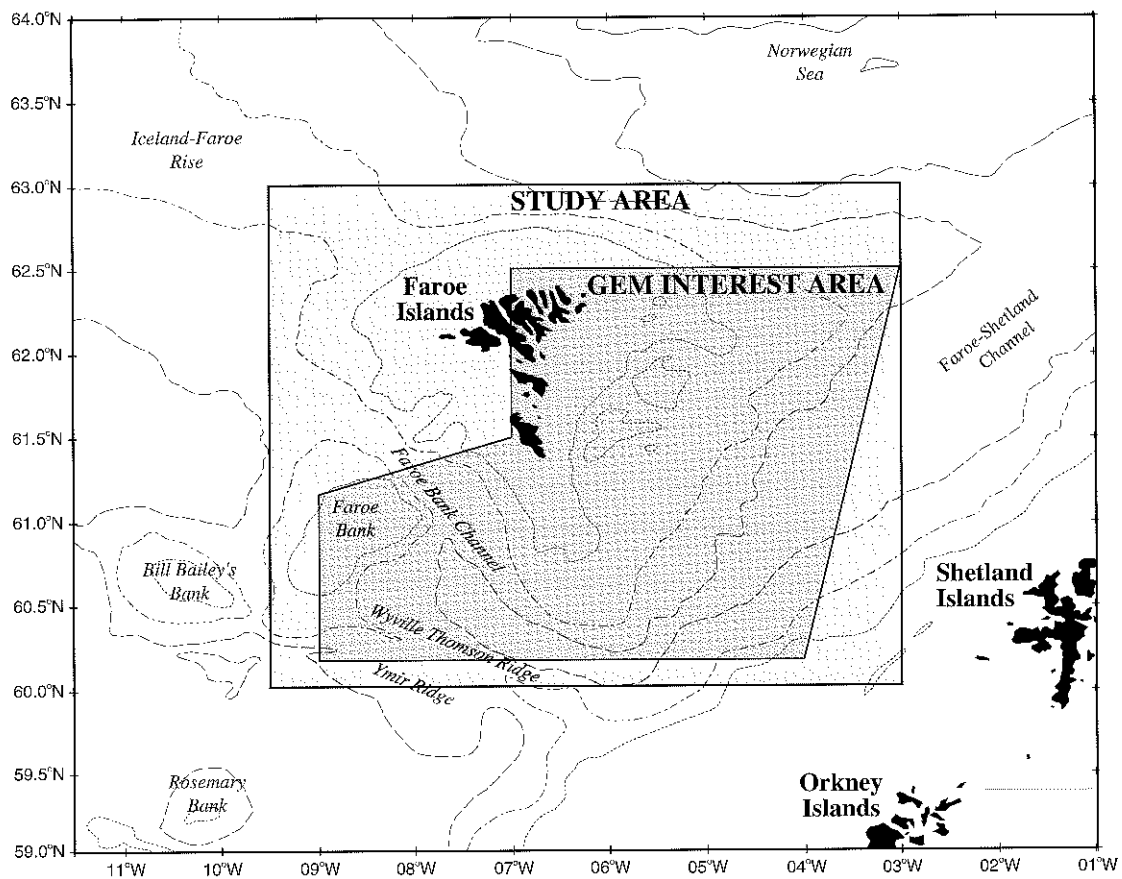 64.0°N
63.5°N
63.0°N
62.5°N
62.0°N
61.5°N
61.0°N
60.5°N
60.0°N
59.5°N
59.0°N
Norwegian
Sea
Iceland-Faroe
Rise
STUDY AREA
Faroe
Islands
GEM INTEREST AREA
Faroe-Shetland
Channel
Faroe Bank Channel
Faroe
Bank
Bill Bailey's
Bank
Shetland
Islands
Wyville Thomson Ridge
Ymir Ridge
Rosemary
Bank
Orkney
Islands
11°W
10°W
09°W
08°W
07°W
06°W
05°W
04°W
03°W
02°W
01°W